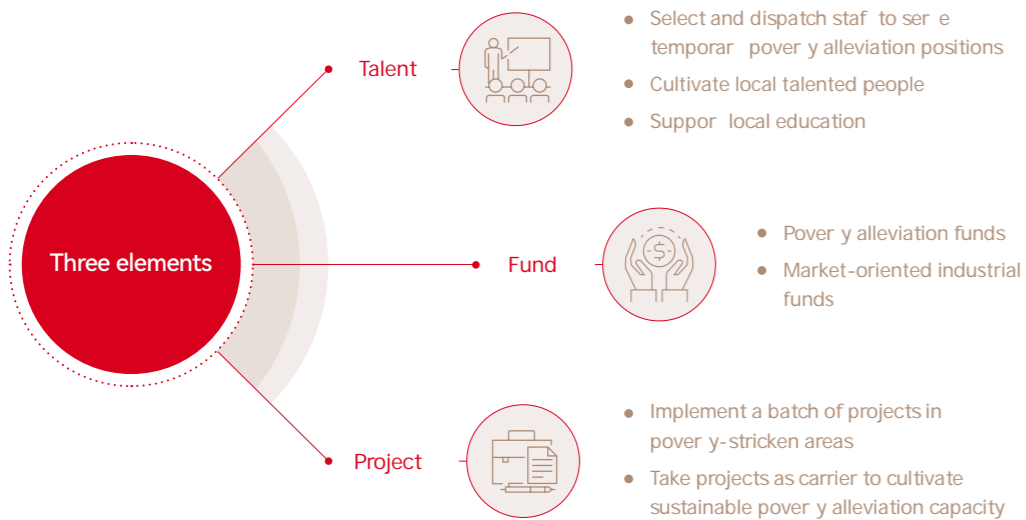 Talent
Select and dispatch staf to ser e
temporar pover y alleviation positions
Cultivate local talented people
Suppor local education
Three elements
Fund
$
Pover y alleviation funds
Market-oriented industrial
funds
Project
Implement a batch of projects in
pover y-stricken areas
Take projects as carrier to cultivate
sustainable pover y alleviation capacity